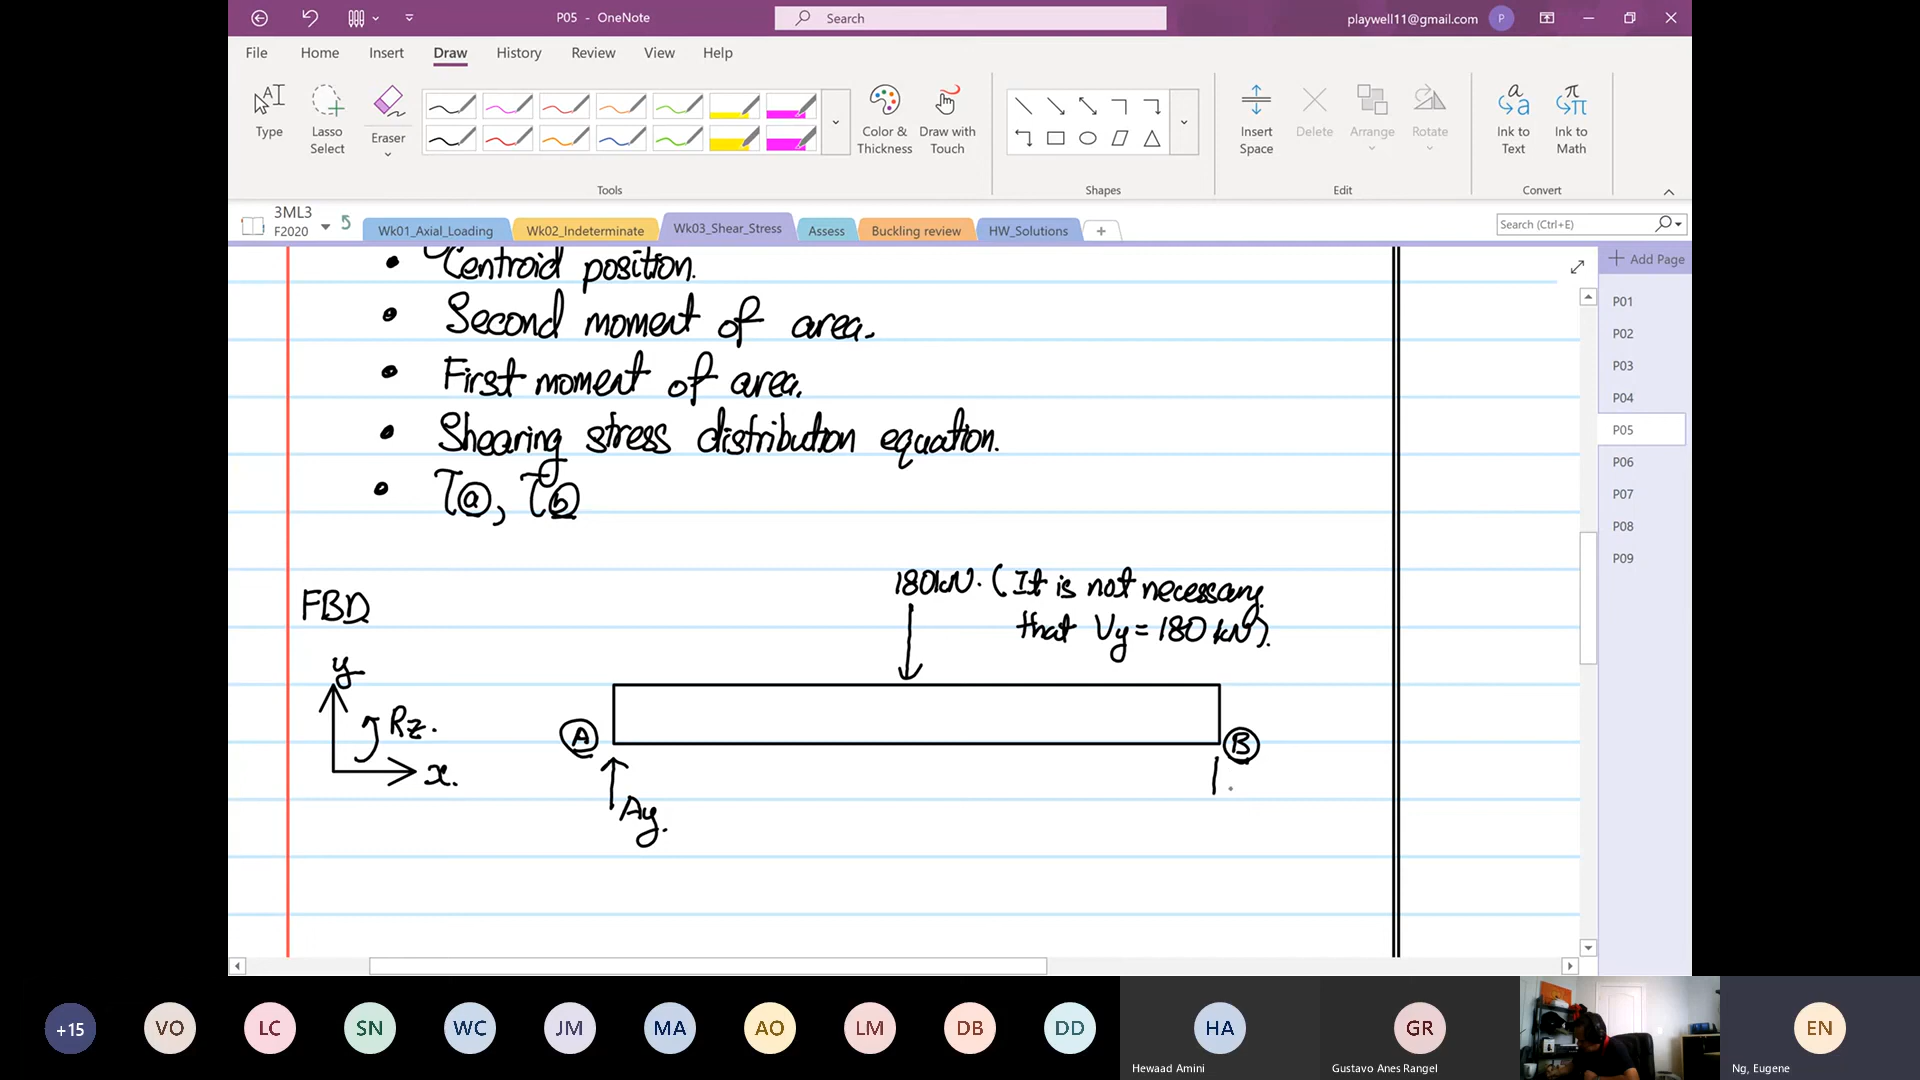 P05 - OneNote
Search
playwell11@gmail.com
P
File Home Insert Draw History Review View Help
Type
Lasso Select
Eraser
Color & Thickness
Draw with Touch
Insert Space
Delete
Arrange
Rotate
Ink to Text
Ink to Math
Tools
Shapes
Edit
Convert
3ML3
F2020
Wk01_Axial_Loading
Wk02_Indeterminate
Wk03_Shear_Stress
Assess
Buckling review
HW_Solutions
Search (Ctrl+E)
Add Page
P01
P02
P03
P04
P05
P06
P07
P08
P09
• Centroid position.
• Second moment of area.
• First moment of area.
• Shearing stress distribution equation.
• τⓐ, τⓑ
FBD
180kN. (It is not necessary
that Vy = 180 kN).
y
Rz.
x.
A
B
Ay.
+15
VO
LC
SN
WC
JM
MA
AO
LM
DB
DD
HA
GR
EN
Hewaad Amini
Gustavo Anes Rangel
Ng, Eugene